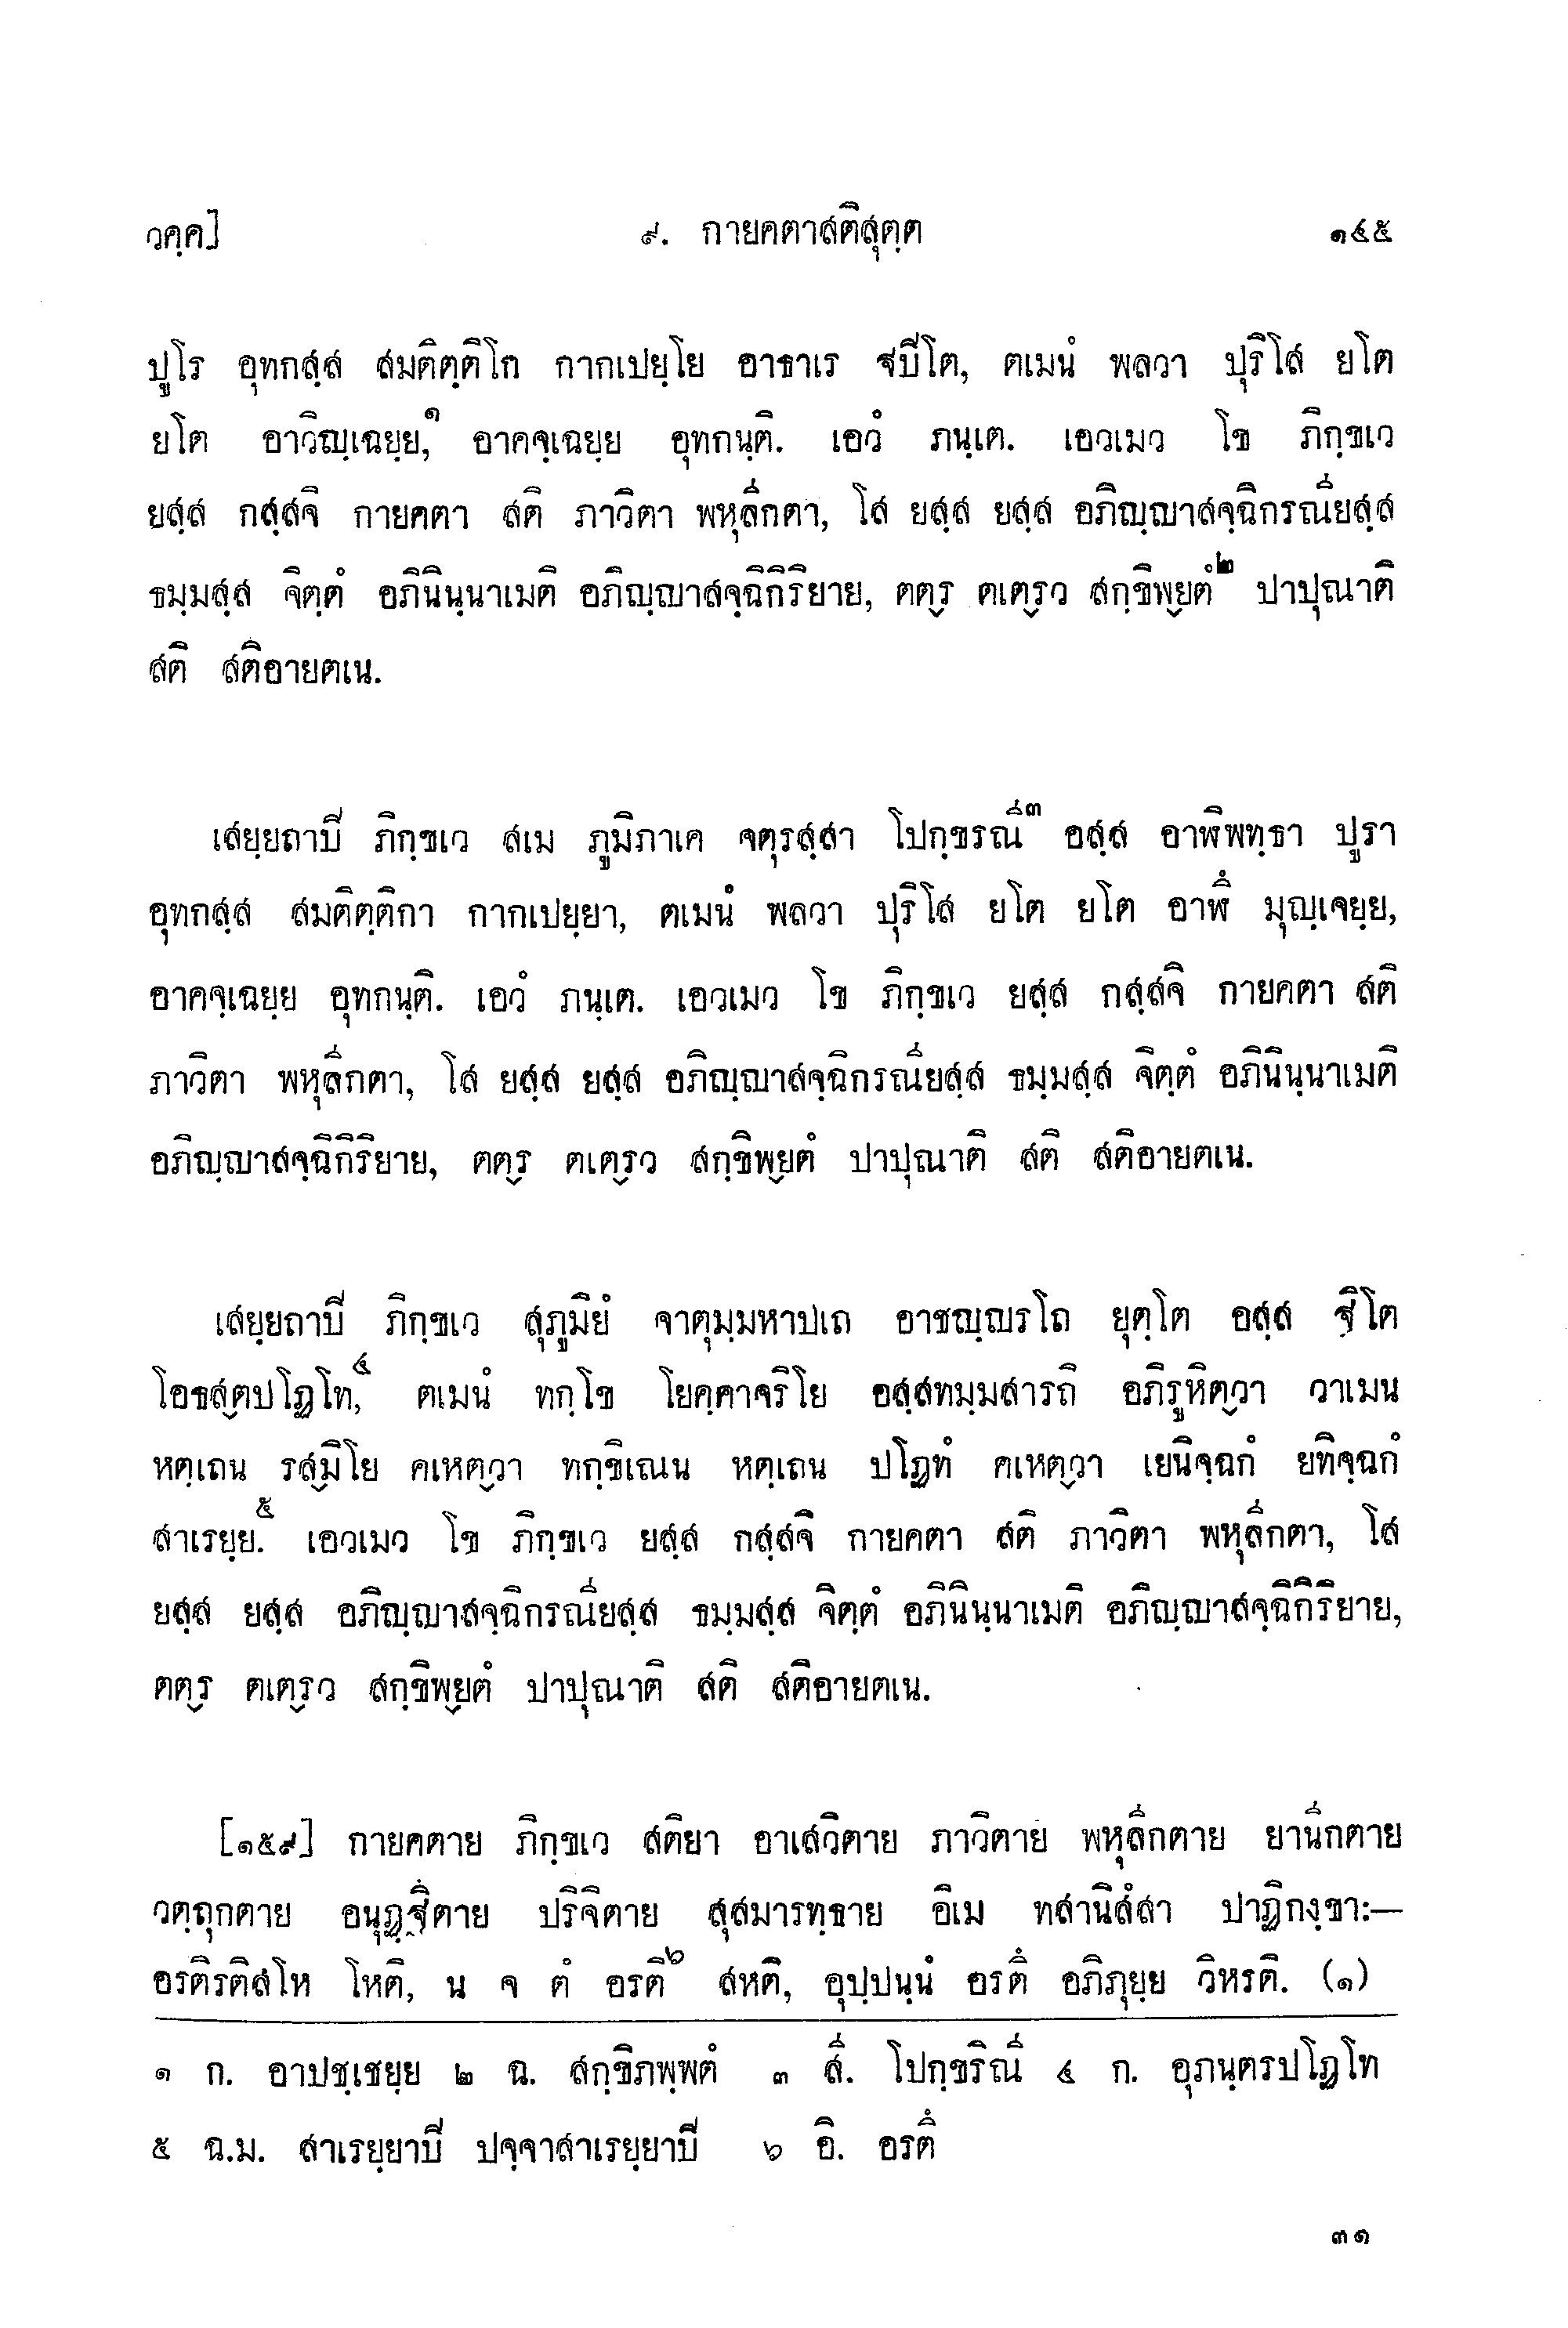 วคฺค]
๙. กายคตาสติสุตฺต
๑๔๕
ปูโร อุทกสฺส สมติตฺติโก กากเปยฺโย อาธาเร ฐปิโต, ตเมนํ พลวา ปุริโส ยโต
ยโต อาวิญฺเฉยฺย,๑ อาคจฺเฉยฺย อุทกนฺติ. เอวํ ภนฺเต. เอวเมว โข ภิกฺขเว
ยสฺส กสฺสจิ กายคตา สติ ภาวิตา พหุลีกตา, โส ยสฺส ยสฺส อภิญฺญาสจฺฉิกรณียสฺส
ธมฺมสฺส จิตฺตํ อภินินฺนาเมติ อภิญฺญาสจฺฉิกิริยาย, ตต๎ร ตเต๎รว สกฺขิพ๎ยตํ๒ ปาปุณาติ
สติ สติอายตเน.
เสยฺยถาปิ ภิกฺขเว สเม ภูมิภาเค จตุรสฺสา โปกฺขรณี๓ อสฺส อาฬิพทฺธา ปูรา
อุทกสฺส สมติตฺติกา กากเปยฺยา, ตเมนํ พลวา ปุริโส ยโต ยโต อาฬึ มุญฺเจยฺย,
อาคจฺเฉยฺย อุทกนฺติ. เอวํ ภนฺเต. เอวเมว โข ภิกฺขเว ยสฺส กสฺสจิ กายคตา สติ
ภาวิตา พหุลีกตา, โส ยสฺส ยสฺส อภิญฺญาสจฺฉิกรณียสฺส ธมฺมสฺส จิตฺตํ อภินินฺนาเมติ
อภิญฺญาสจฺฉิกิริยาย, ตต๎ร ตเต๎รว สกฺขิพ๎ยตํ ปาปุณาติ สติ สติอายตเน.
เสยฺยถาปิ ภิกฺขเว สุภูมิยํ จาตุมฺมหาปเถ อาชญฺญรโถ ยุตฺโต อสฺส ฐิโต
โอธส๎ตปโฏโท,๔ ตเมนํ ทกฺโข โยคฺคาจริโย อสฺสทมฺมสารถิ อภิรูหิต๎วา วาเมน
หตฺเถน รส๎มิโย คเหต๎วา ทกฺขิเณน หตฺเถน ปโฏทํ คเหต๎วา เยนิจฺฉกํ ยทิจฺฉกํ
สาเรยฺย.๕ เอวเมว โข ภิกฺขเว ยสฺส กสฺสจิ กายคตา สติ ภาวิตา พหุลีกตา, โส
ยสฺส ยสฺส อภิญฺญาสจฺฉิกรณียสฺส ธมฺมสฺส จิตฺตํ อภินินฺนาเมติ อภิญฺญาสจฺฉิกิริยาย,
ตต๎ร ตเต๎รว สกฺขิพ๎ยตํ ปาปุณาติ สติ สติอายตเน.
[๑๕๙] กายคตาย ภิกฺขเว สติยา อาเสวิตาย ภาวิตาย พหุลีกตาย ยานีกตาย
วตฺถุกตาย อนุฏฺฐิตาย ปริจิตาย สุสมารทฺธาย อิเม ทสานิสํสา ปาฏิกงฺขา:—
อรติรติสโห โหติ, น จ ตํ อรติ๖ สหติ, อุปฺปนฺนํ อรตึ อภิภุยฺย วิหรติ. (๑)
๑ ก. อาปชฺเชยฺย ๒ ฉ. สกฺขิภพฺพตํ ๓ สี. โปกฺขริณี ๔ ก. อุภนฺตรปโฏโท
๕ ฉ.ม. สาเรยฺยาปิ ปจฺจาสาเรยฺยาปิ ๖ อิ. อรตึ
๓๑